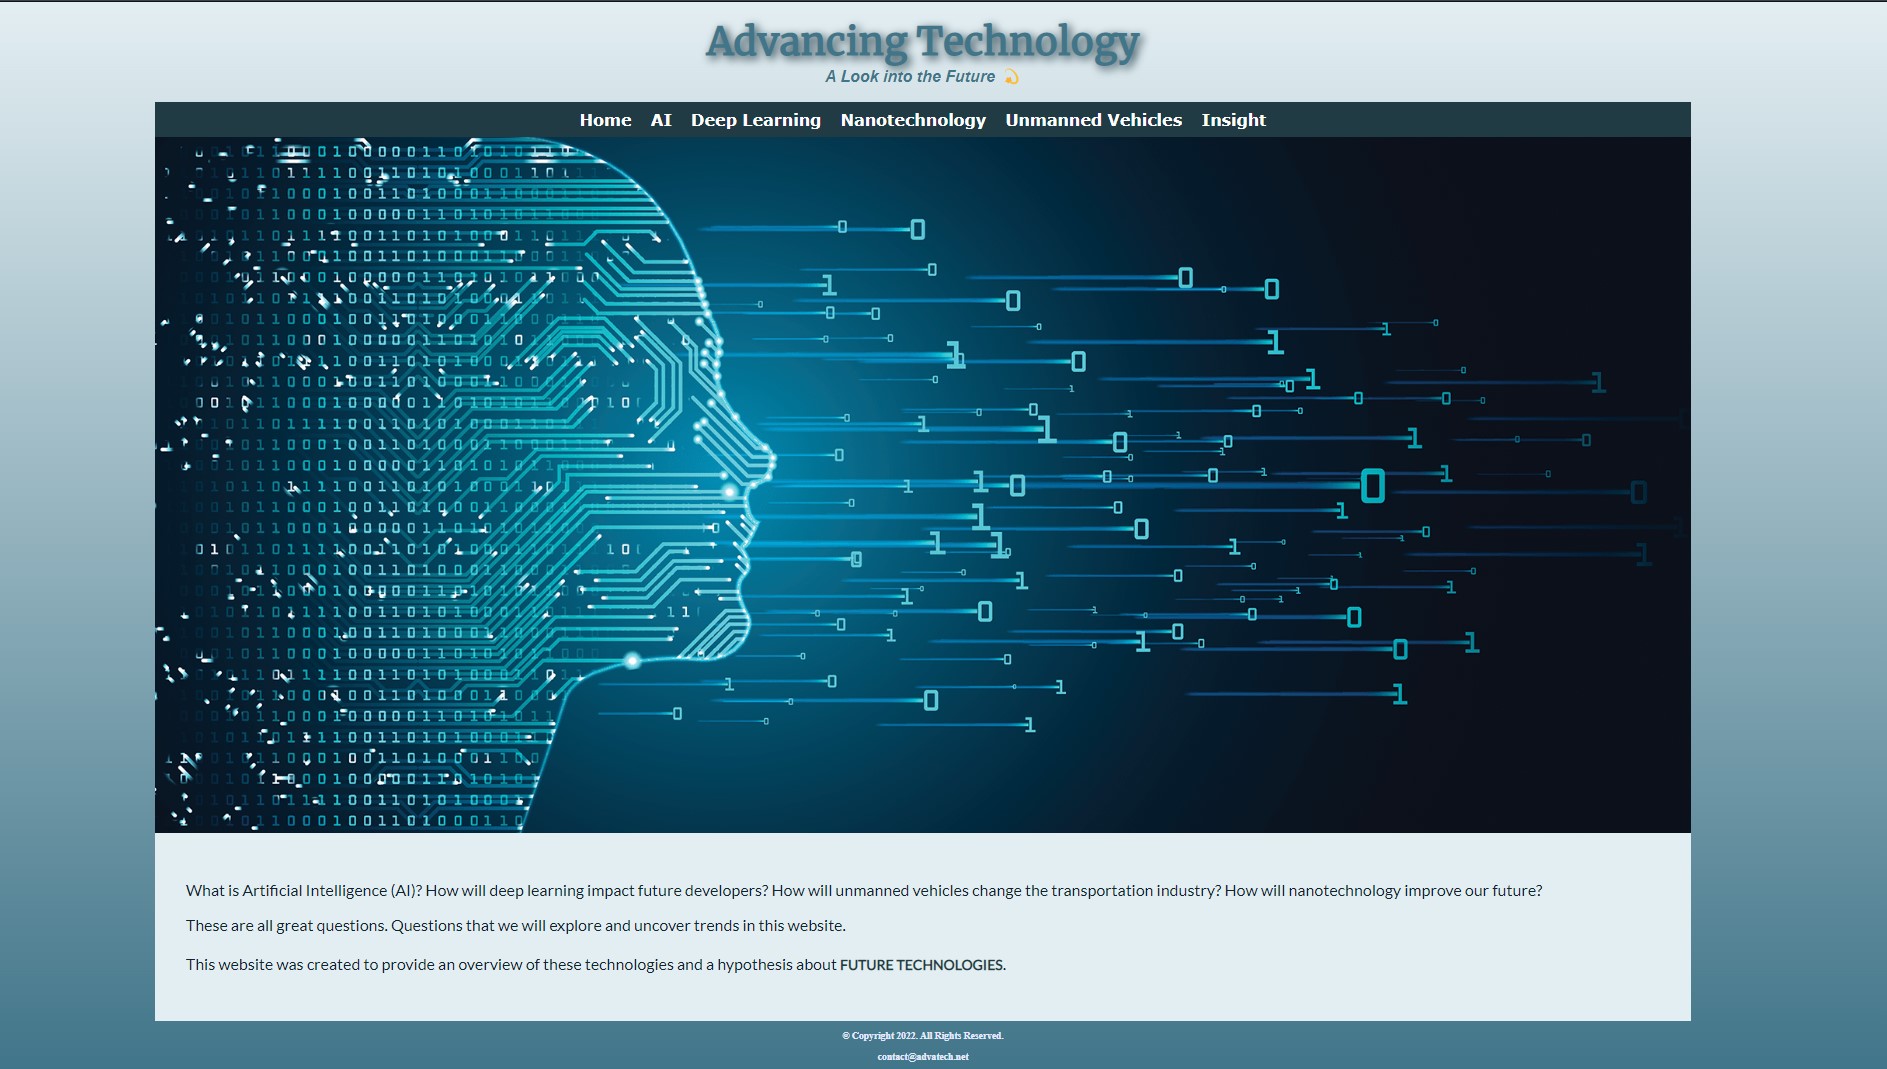 Advancing Technology
A Look into the Future 💫
Home AI Deep Learning Nanotechnology Unmanned Vehicles Insight
What is Artificial Intelligence (AI)? How will deep learning impact future developers? How will unmanned vehicles change the transportation industry? How will nanotechnology improve our future?
These are all great questions. Questions that we will explore and uncover trends in this website.
This website was created to provide an overview of these technologies and a hypothesis about FUTURE TECHNOLOGIES.
© Copyright 2022. All Rights Reserved.
contact@advatech.net